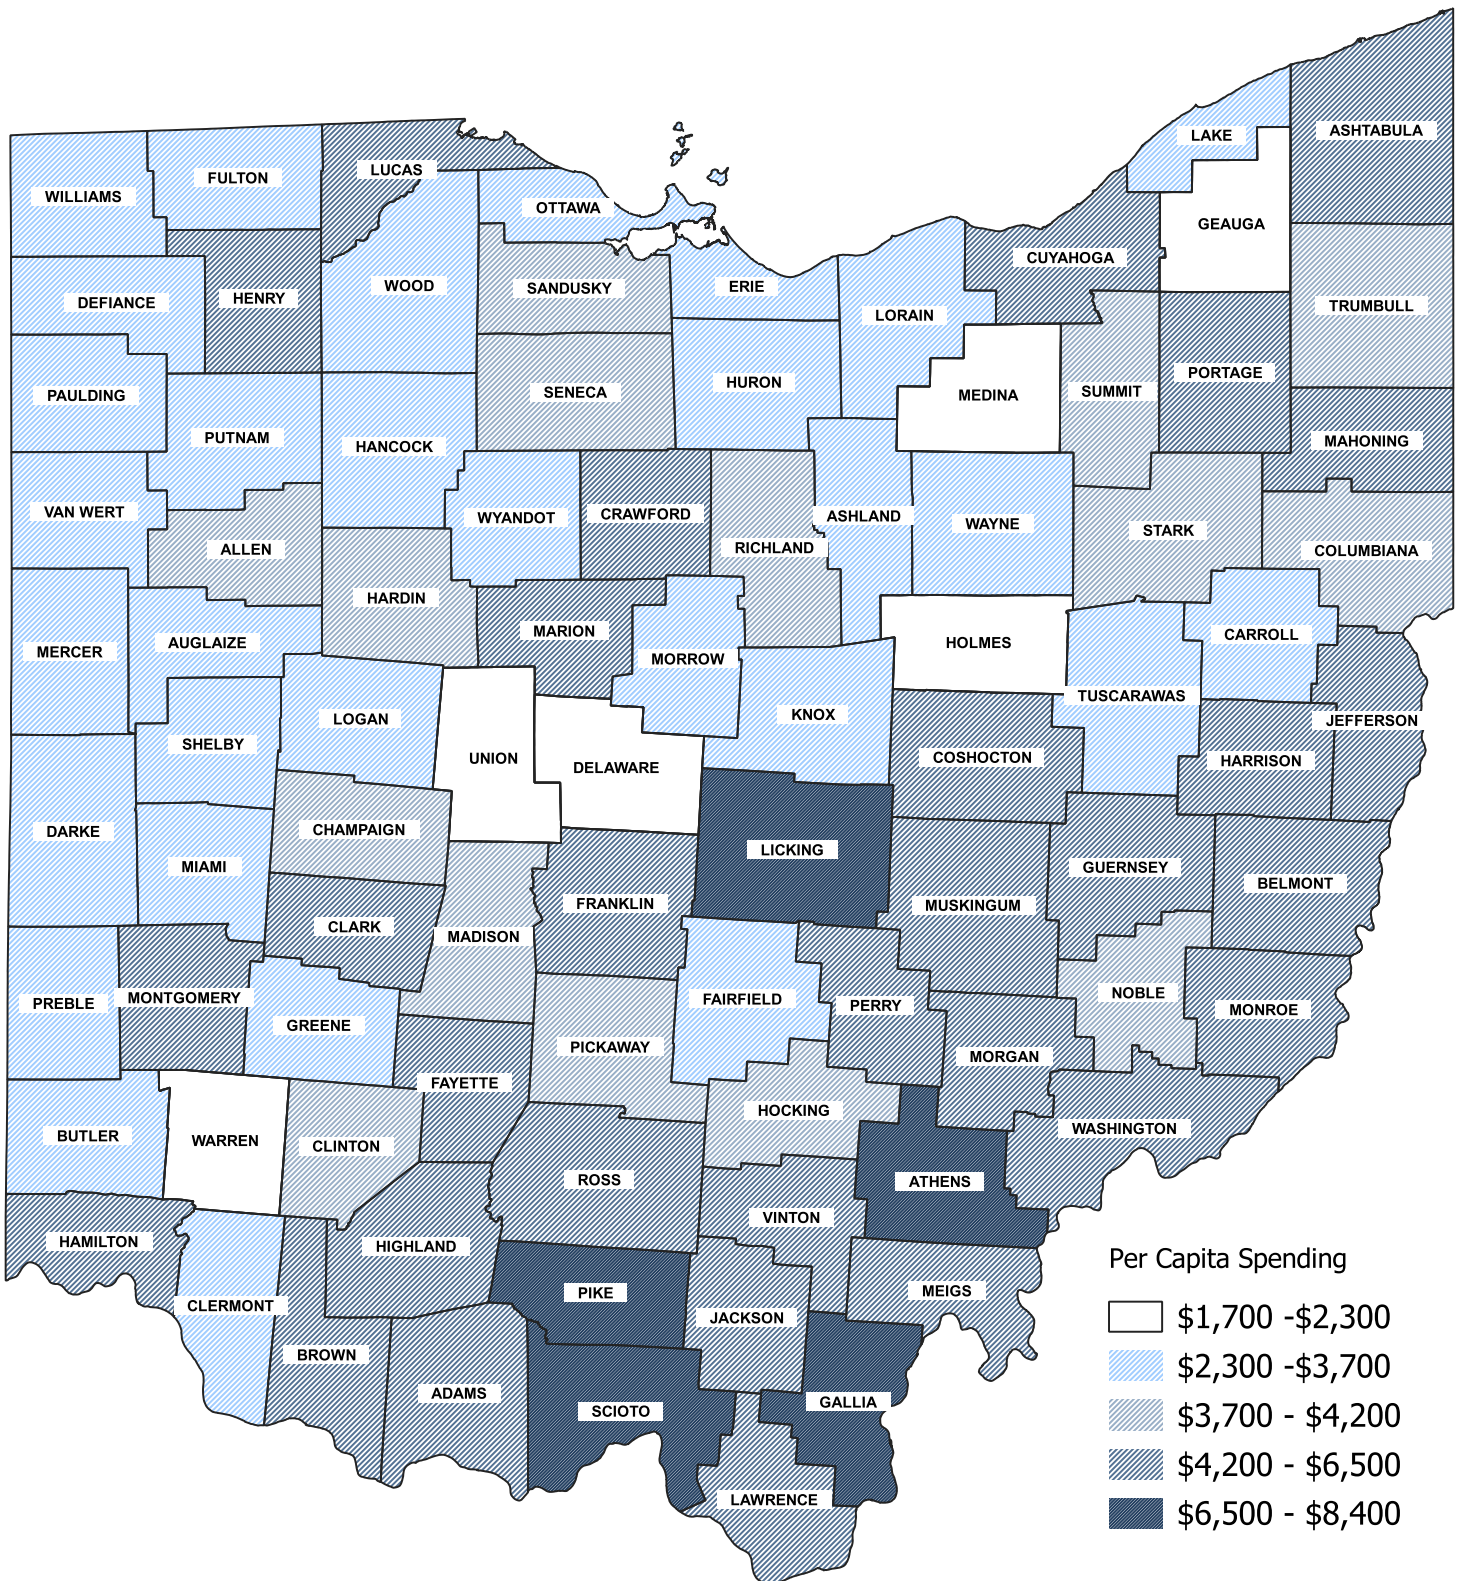 ASHTABULA
LAKE
LUCAS
FULTON
WILLIAMS
OTTAWA
GEAUGA
CUYAHOGA
WOOD
ERIE
SANDUSKY
HENRY
DEFIANCE
TRUMBULL
LORAIN
PORTAGE
HURON
SENECA
SUMMIT
MEDINA
PAULDING
PUTNAM
MAHONING
HANCOCK
VAN WERT
CRAWFORD
ASHLAND
WYANDOT
WAYNE
STARK
RICHLAND
ALLEN
COLUMBIANA
HARDIN
MARION
CARROLL
AUGLAIZE
HOLMES
MERCER
MORROW
TUSCARAWAS
KNOX
LOGAN
JEFFERSON
SHELBY
COSHOCTON
UNION
HARRISON
DELAWARE
CHAMPAIGN
DARKE
LICKING
MIAMI
GUERNSEY
BELMONT
FRANKLIN
MUSKINGUM
CLARK
MADISON
NOBLE
MONTGOMERY
FAIRFIELD
PREBLE
PERRY
MONROE
GREENE
PICKAWAY
MORGAN
FAYETTE
HOCKING
WASHINGTON
BUTLER
WARREN
CLINTON
ROSS
ATHENS
VINTON
HAMILTON
HIGHLAND
MEIGS
PIKE
CLERMONT
JACKSON
BROWN
ADAMS
GALLIA
SCIOTO
LAWRENCE
Per Capita Spending
$1,700 -$2,300
$2,300 -$3,700
$3,700 - $4,200
$4,200 - $6,500
$6,500 - $8,400